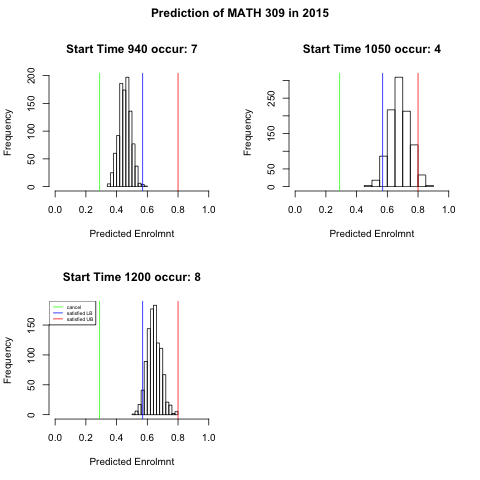 Prediction of MATH 309 in 2015
Start Time 940 occur: 7
Frequency
0 50 100 150 200
0.0 0.2 0.4 0.6 0.8 1.0
Predicted Enrolmnt
Start Time 1050 occur: 4
Frequency
0 50 150 250
0.0 0.2 0.4 0.6 0.8 1.0
Predicted Enrolmnt
Start Time 1200 occur: 8
cancel
satisfied LB
satisfied UB
Frequency
0 50 100 150
0.0 0.2 0.4 0.6 0.8 1.0
Predicted Enrolmnt